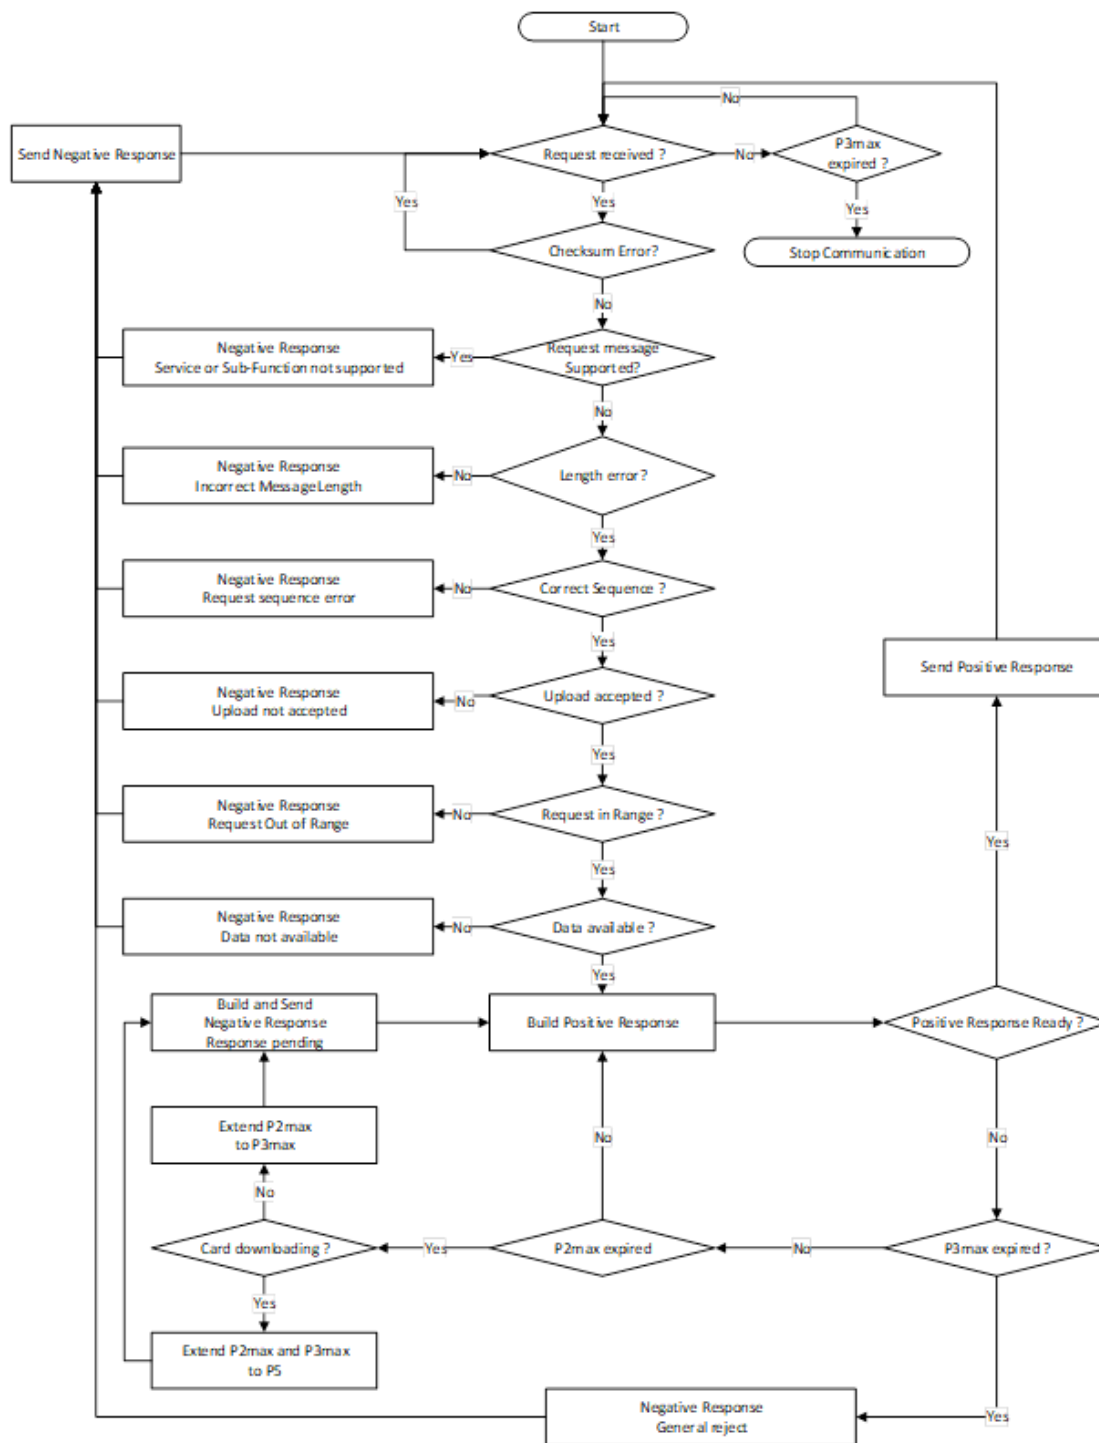 Start
No
Send Negative Response
Request received ?
No
P3max
expired ?
Yes
Yes
Yes
Checksum Error?
Stop Communication
No
Negative Response
Service or Sub-Function not supported
Yes
Request message
Supported?
No
Negative Response
Incorrect Message Length
No
Length error?
Yes
Negative Response
Request sequence error
No
Correct Sequence ?
Yes
Send Positive Response
Negative Response
Upload not accepted
No
Upload accepted ?
Yes
Negative Response
Request Out of Range
No
Request in Range ?
Yes
Yes
Negative Response
Data not available
No
Data available ?
Yes
Build and Send
Negative Response
Response pending
Build Positive Response
Positive Response Ready ?
Extend P2max
to P3max
No
No
No
Card downloading ?
Yes
P2max expired
No
P3max expired ?
Yes
Extend P2max and P3max
to P5
Negative Response
General reject
Yes